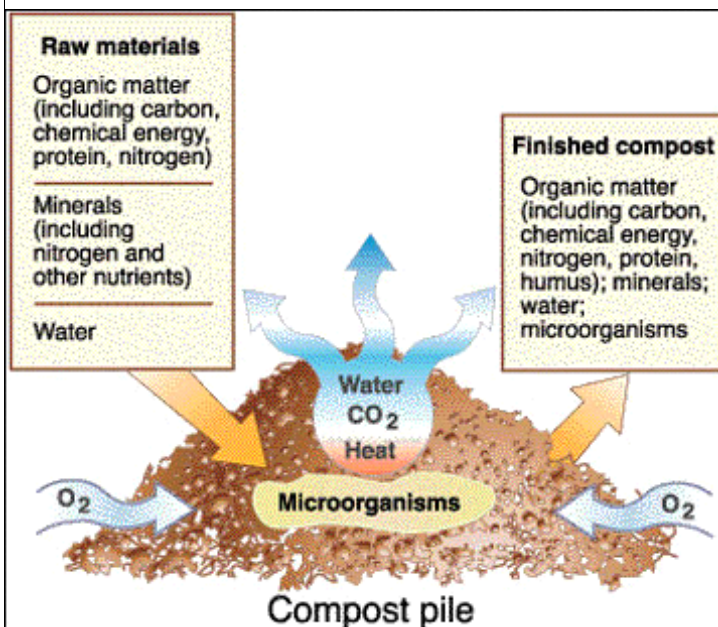 Raw materials
Organic matter
(including carbon,
chemical energy,
protein, nitrogen)
Minerals
(including
nitrogen and
other nutrients)
Water
Finished compost
Organic matter
(including carbon,
chemical energy,
nitrogen, protein,
humus); minerals;
water;
microorganisms
Water
CO₂
Heat
Microorganisms
O₂
O₂
Compost pile